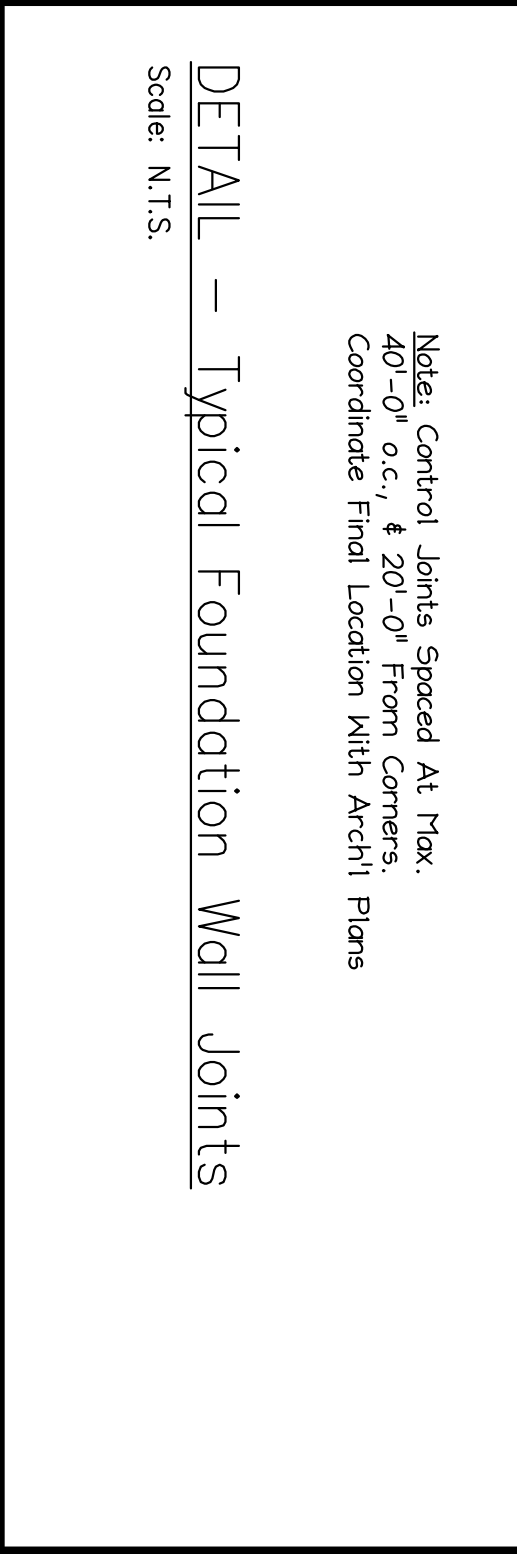 Note: Control Joints Spaced At Max.
40'-0" o.c., & 20'-0" From Corners.
Coordinate Final Location With Arch'l Plans
DETAIL - Typical Foundation Wall Joints
Scale: N.T.S.